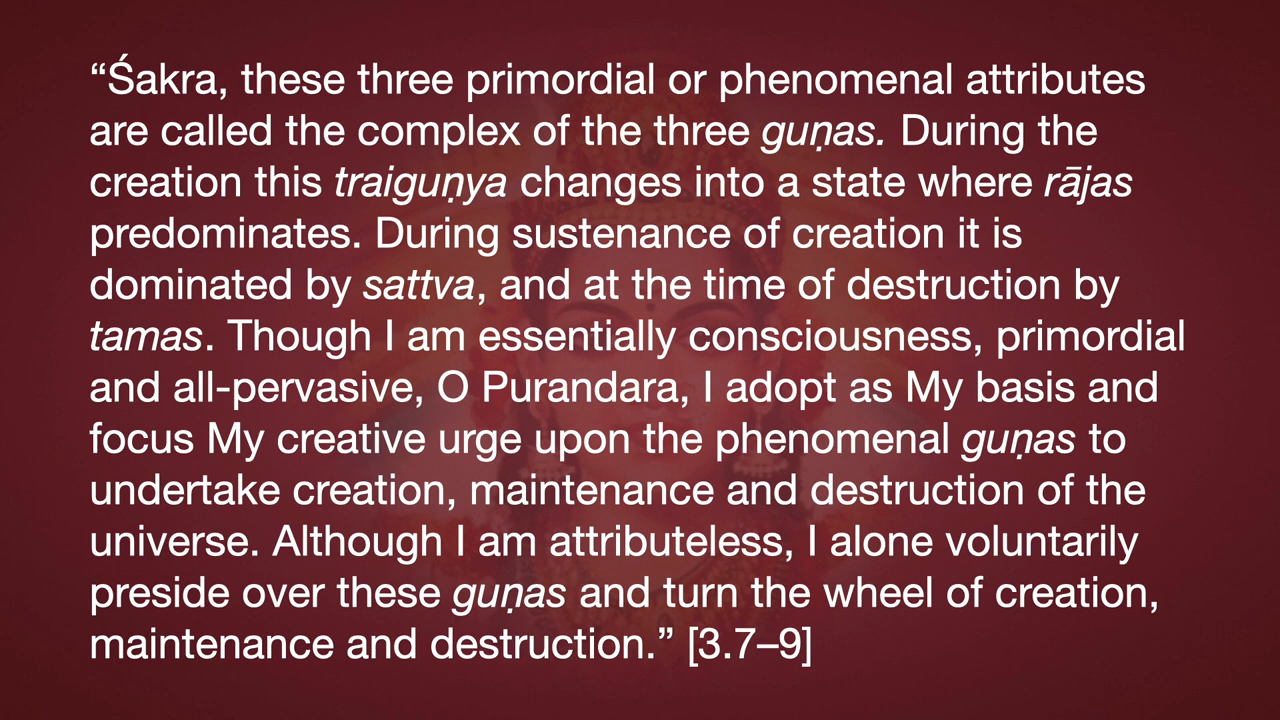 “Śakra, these three primordial or phenomenal attributes
are called the complex of the three guṇas. During the
creation this traiguṇya changes into a state where rājas
predominates. During sustenance of creation it is
dominated by sattva, and at the time of destruction by
tamas. Though I am essentially consciousness, primordial
and all-pervasive, O Purandara, I adopt as My basis and
focus My creative urge upon the phenomenal guṇas to
undertake creation, maintenance and destruction of the
universe. Although I am attributeless, I alone voluntarily
preside over these guṇas and turn the wheel of creation,
maintenance and destruction.” [3.7–9]